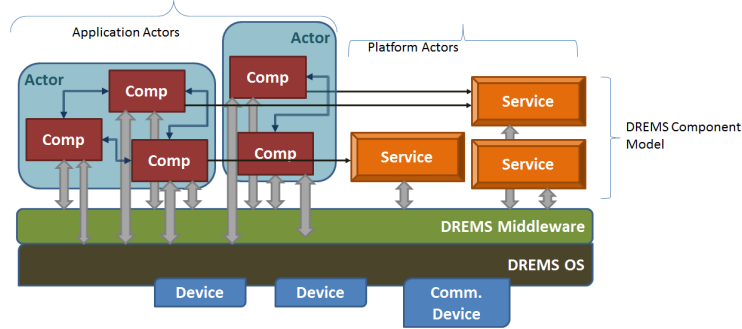 Application Actors
Platform Actors
Actor
Actor
Comp
Comp
Comp
Comp
Comp
Service
Service
Service
DREMS Component
Model
DREMS Middleware
DREMS OS
Device
Device
Comm.
Device